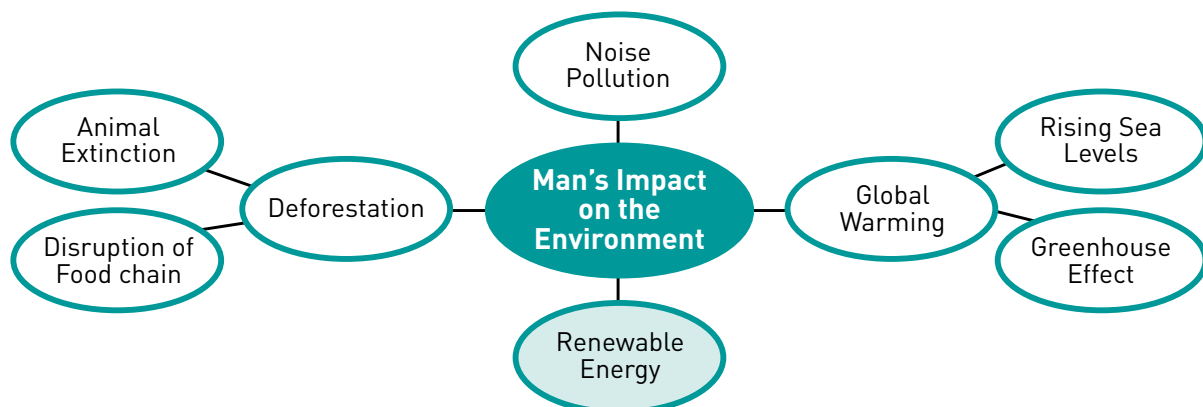 Noise
Pollution
Animal
Extinction
Rising Sea
Levels
Man's Impact
on the
Environment
Deforestation
Global
Warming
Disruption of
Food chain
Greenhouse
Effect
Renewable
Energy